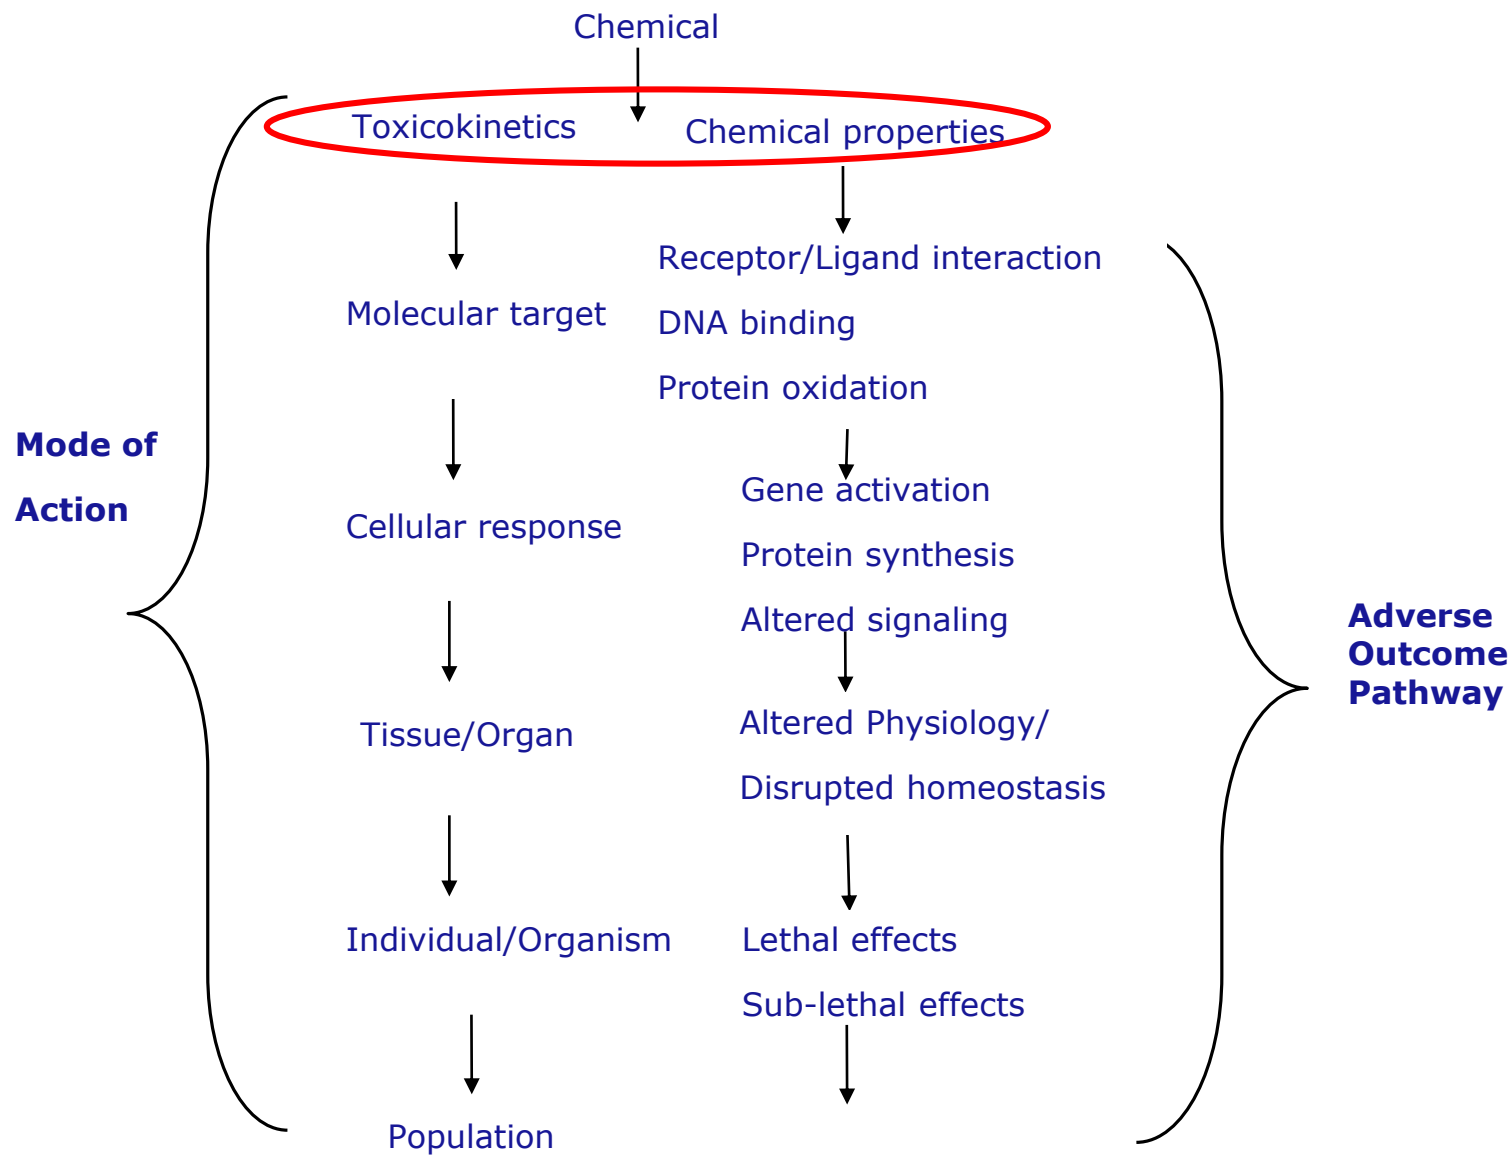 Chemical
Toxicokinetics
Chemical properties
Receptor/Ligand interaction
Molecular target
DNA binding
Protein oxidation
Mode of
Action
Gene activation
Cellular response
Protein synthesis
Altered signaling
Adverse
Outcome
Pathway
Tissue/Organ
Altered Physiology/
Disrupted homeostasis
Individual/Organism
Lethal effects
Sub-lethal effects
Population